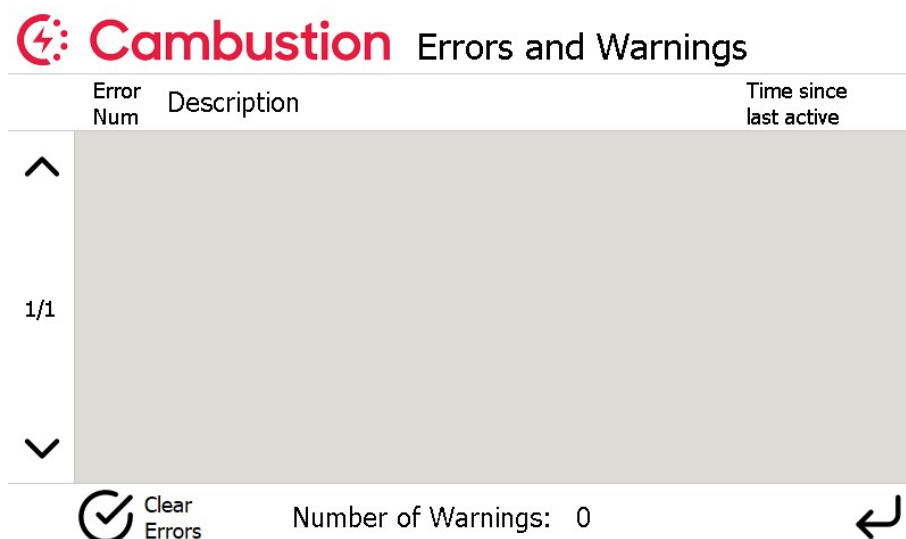 Cambustion Errors and Warnings
Error
Num
Description
Time since
last active
1/1
Clear
Errors
Number of Warnings: 0